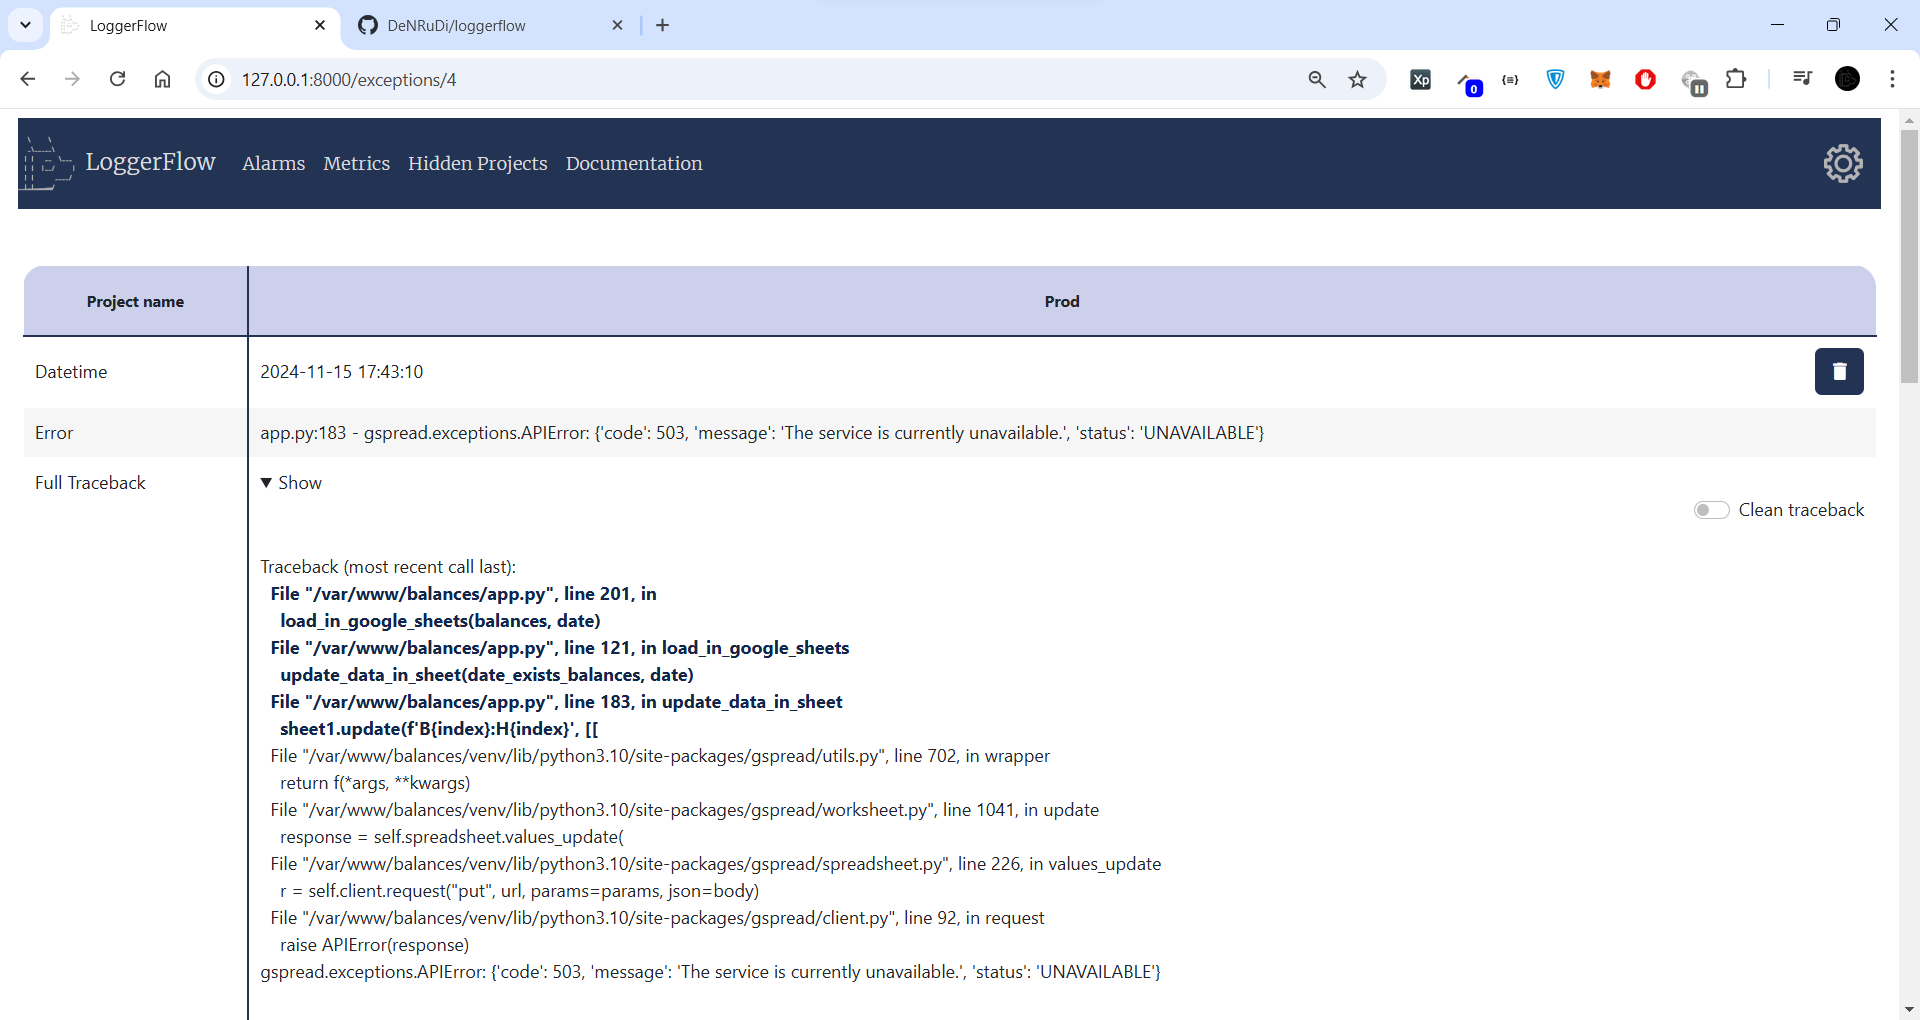 LoggerFlow
DeNRuDi/loggerflow
127.0.0.1:8000/exceptions/4
Xp
0
LoggerFlow Alarms Metrics Hidden Projects Documentation
Project name Prod
Datetime 2024-11-15 17:43:10
Error app.py:183 - gspread.exceptions.APIError: {'code': 503, 'message': 'The service is currently unavailable.', 'status': 'UNAVAILABLE'}
Full Traceback ▼ Show
Clean traceback
Traceback (most recent call last):
File "/var/www/balances/app.py", line 201, in
load_in_google_sheets(balances, date)
File "/var/www/balances/app.py", line 121, in load_in_google_sheets
update_data_in_sheet(date_exists_balances, date)
File "/var/www/balances/app.py", line 183, in update_data_in_sheet
sheet1.update(f'B{index}:H{index}', [[
File "/var/www/balances/venv/lib/python3.10/site-packages/gspread/utils.py", line 702, in wrapper
return f(*args, **kwargs)
File "/var/www/balances/venv/lib/python3.10/site-packages/gspread/worksheet.py", line 1041, in update
response = self.spreadsheet.values_update(
File "/var/www/balances/venv/lib/python3.10/site-packages/gspread/spreadsheet.py", line 226, in values_update
r = self.client.request("put", url, params=params, json=body)
File "/var/www/balances/venv/lib/python3.10/site-packages/gspread/client.py", line 92, in request
raise APIError(response)
gspread.exceptions.APIError: {'code': 503, 'message': 'The service is currently unavailable.', 'status': 'UNAVAILABLE'}